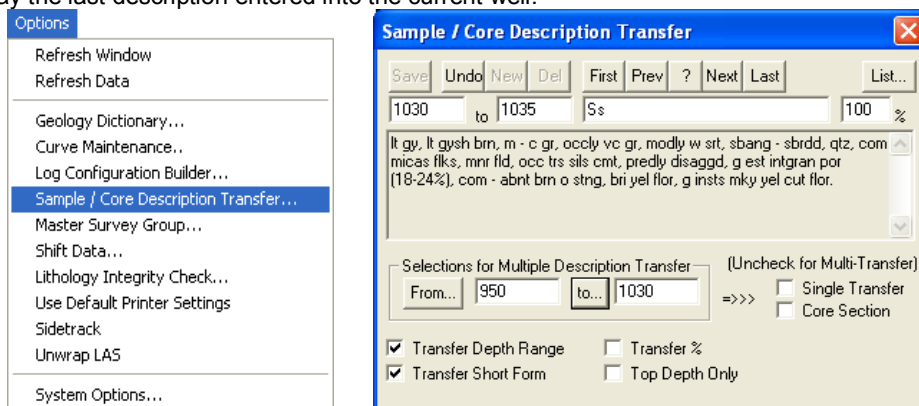 ay the last description entered into the current well.
Options
Refresh Window
Refresh Data
Geology Dictionary...
Curve Maintenance..
Log Configuration Builder...
Sample / Core Description Transfer...
Master Survey Group...
Shift Data...
Lithology Integrity Check...
Use Default Printer Settings
Sidetrack
Unwrap LAS
System Options...
Sample / Core Description Transfer
Save Undo New Del First Prev ? Next Last List...
1030 to 1035 Ss 100 %
lt gy, lt gysh brn, m - c gr, occly vc gr, modly w srt, sbang - sbrdd, qtz, com
micas flks, mnr fld, occ trs sils cmt, predly disaggd, g est intgran por
(18-24%), com - abnt brn o stng, bri yel flor, g insts mky yel cut flor.
Selections for Multiple Description Transfer (Uncheck for Multi-Transfer)
From... 950 to... 1030 =>>> Single Transfer
Core Section
Transfer Depth Range Transfer %
Transfer Short Form Top Depth Only